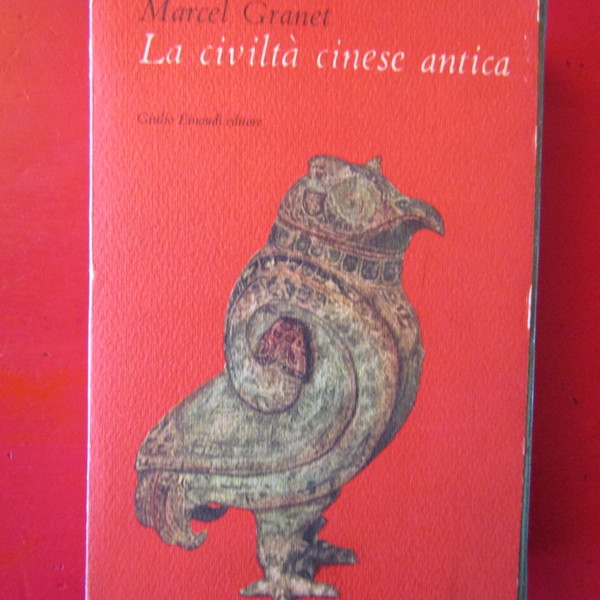 Marcel Granet
La civiltà cinese antica
Giulio Einaudi editore